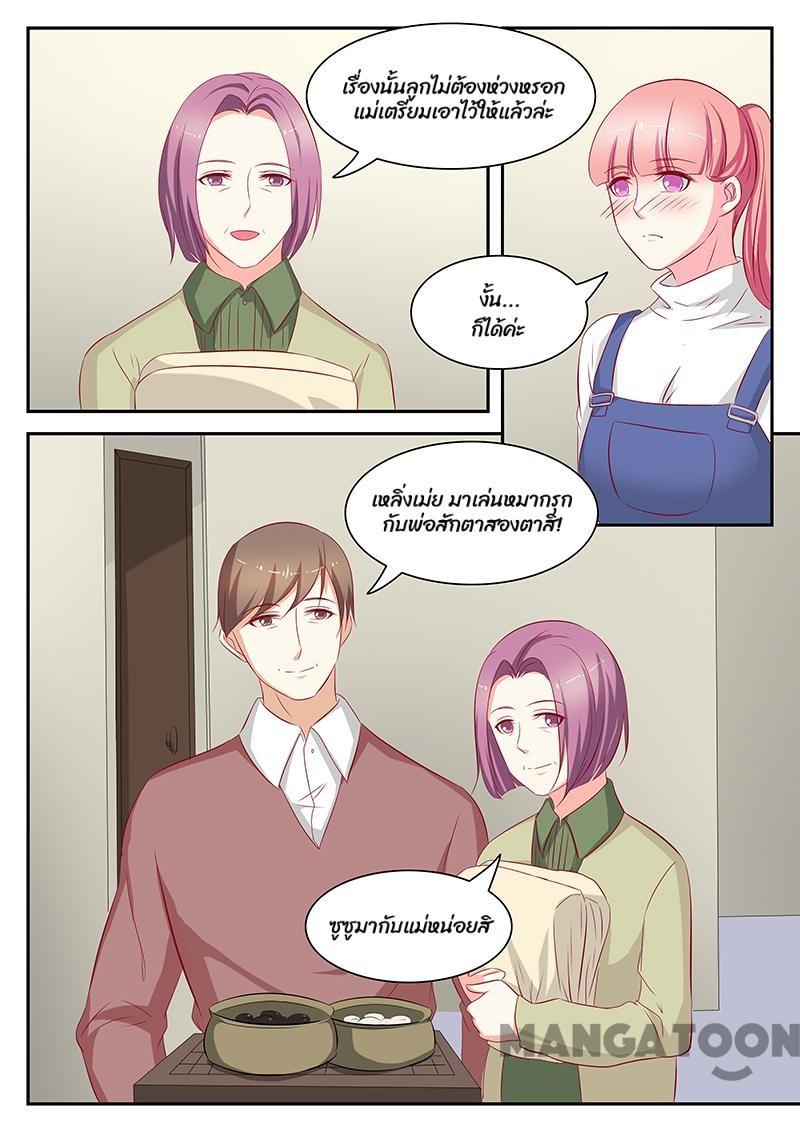 เรื่องนั้นลูกไม่ต้องห่วงหรอก
แม่เตรียมเอาไว้ให้แล้วล่ะ
งั้น...
ก็ได้ค่ะ
เหลิ่งเม่ย มาเล่นหมากรุก
กับพ่อสักตาสองตาสิ!
ซูซูมากับแม่หน่อยสิ
MANGATOON